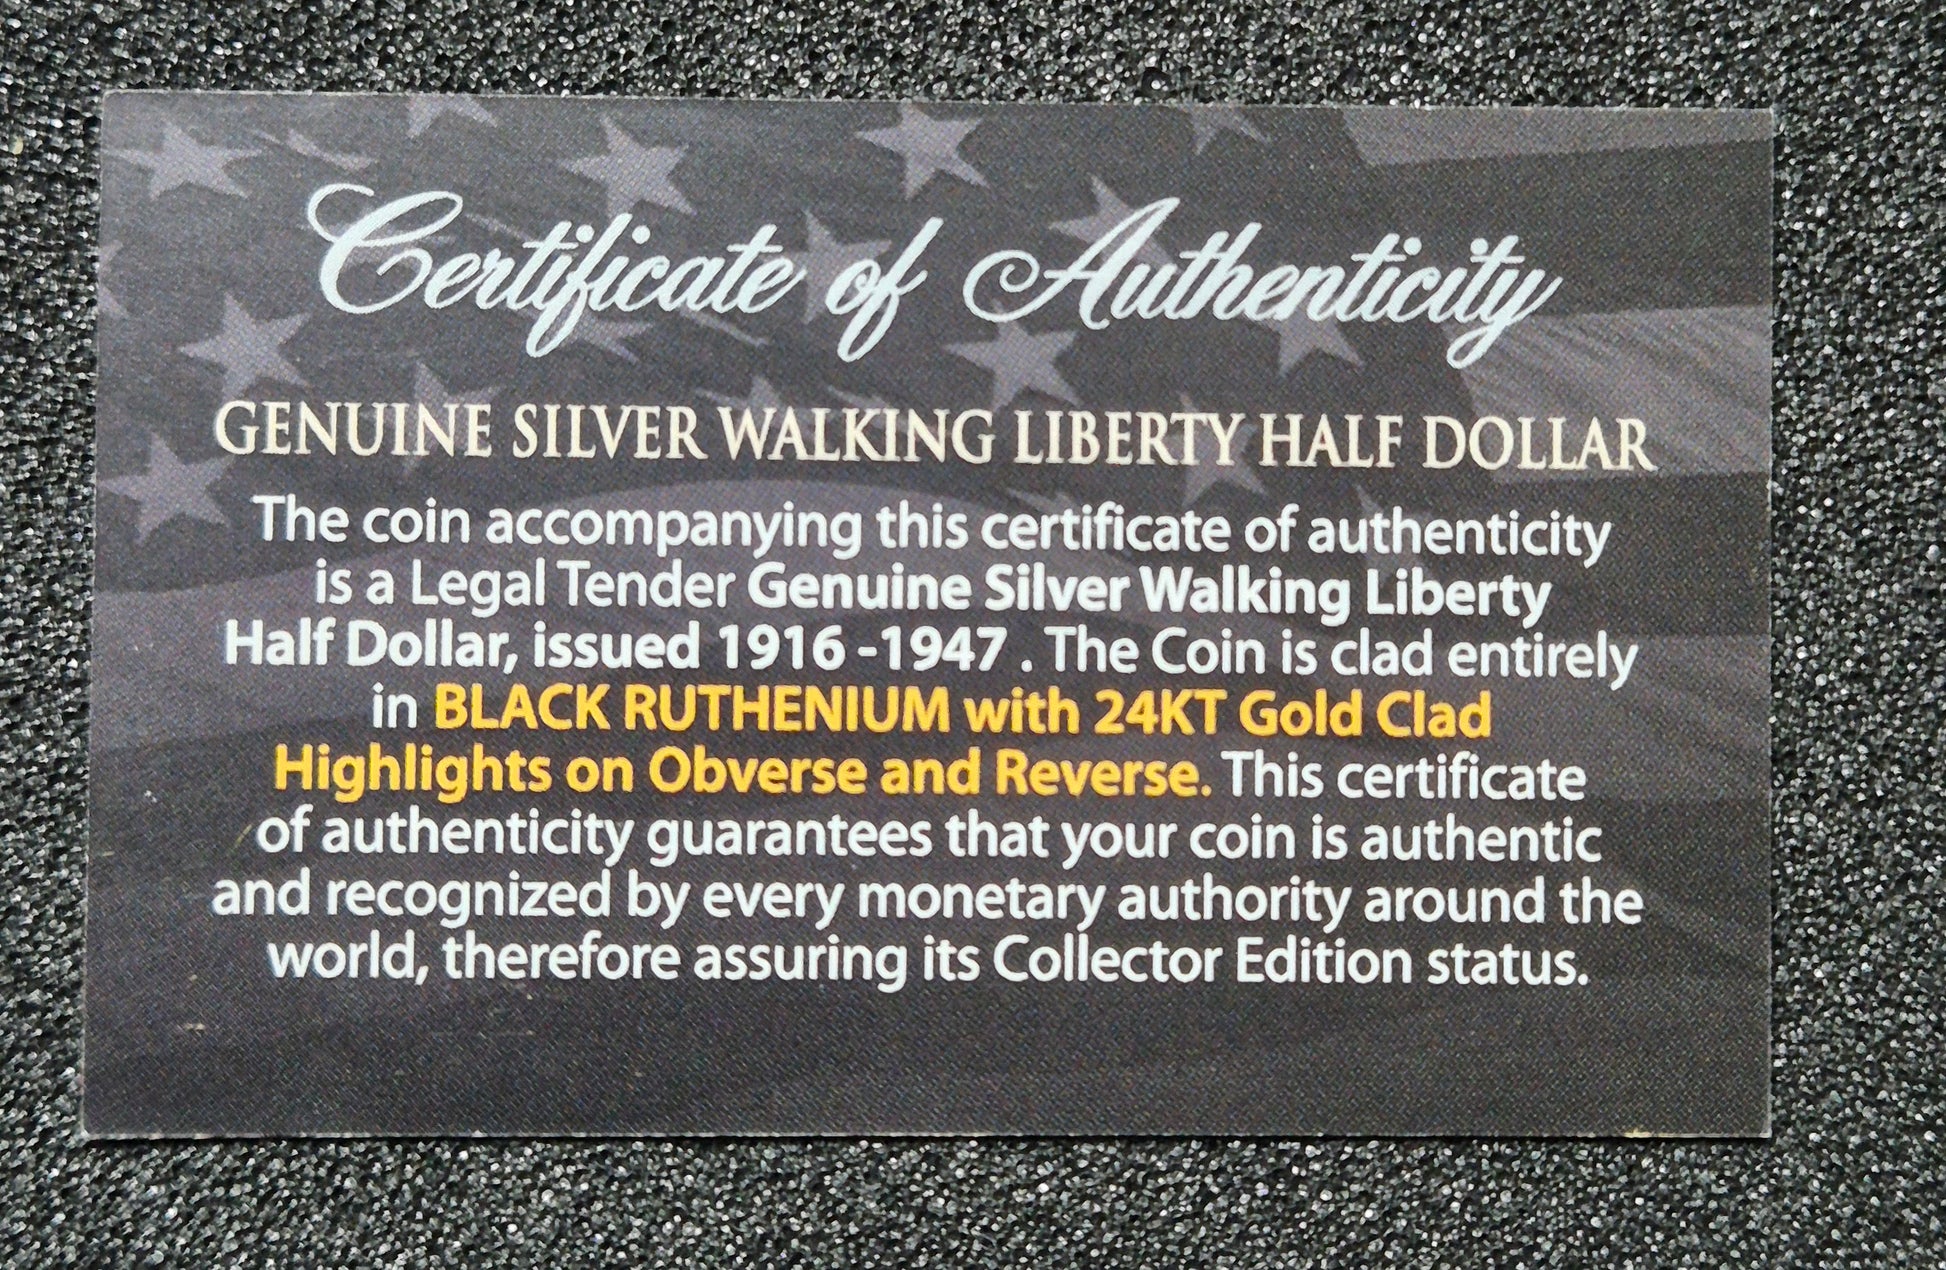 Certificate of Authenticity
GENUINE SILVER WALKING LIBERTY HALF DOLLAR
The coin accompanying this certificate of authenticity
is a Legal Tender Genuine Silver Walking Liberty
Half Dollar, issued 1916 -1947 . The Coin is clad entirely
in BLACK RUTHENIUM with 24KT Gold Clad
Highlights on Obverse and Reverse. This certificate
of authenticity guarantees that your coin is authentic
and recognized by every monetary authority around the
world, therefore assuring its Collector Edition status.